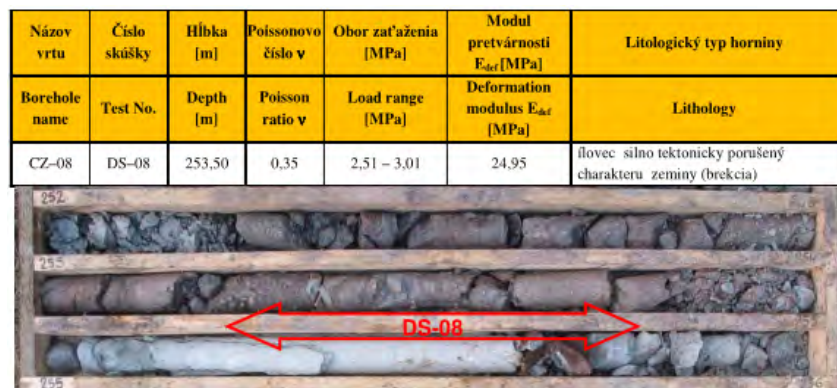 Názov vrtu
Číslo skúšky
Hĺbka [m]
Poissonovo číslo ν
Obor zaťaženia [MPa]
Modul pretvárnosti Edef [MPa]
Litologický typ horniny
Borehole name
Test No.
Depth [m]
Poisson ratio ν
Load range [MPa]
Deformation modulus Edef [MPa]
Lithology
CZ–08
DS–08
253,50
0,35
2,51 – 3,01
24,95
ílovec silno tektonicky porušený
charakteru zeminy (brekcia)
252
253
DS-08
255